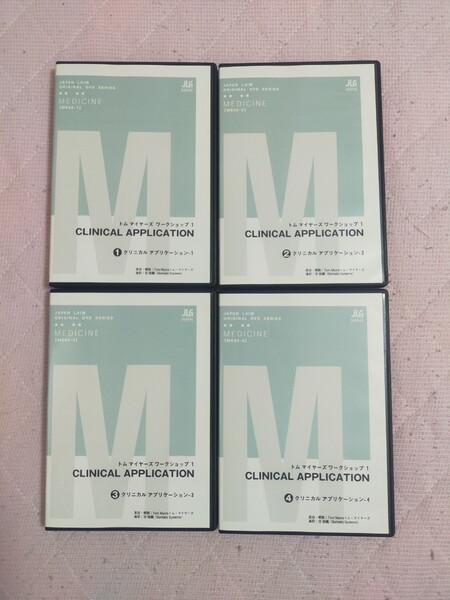 JAPAN LAIM
ORIGINAL DVD SERIES
MEDICINE
JLG
M
トム マイヤーズ ワークショップ 1
CLINICAL APPLICATION
❶ クリニカル アプリケーション-1
JAPAN LAIM
ORIGINAL DVD SERIES
MEDICINE
JLG
M
トム マイヤーズ ワークショップ 1
CLINICAL APPLICATION
❷ クリニカル アプリケーション-2
JAPAN LAIM
ORIGINAL DVD SERIES
MEDICINE
JLG
M
トム マイヤーズ ワークショップ 1
CLINICAL APPLICATION
❸ クリニカル アプリケーション-3
JAPAN LAIM
ORIGINAL DVD SERIES
MEDICINE
JLG
M
トム マイヤーズ ワークショップ 1
CLINICAL APPLICATION
❹ クリニカル アプリケーション-4